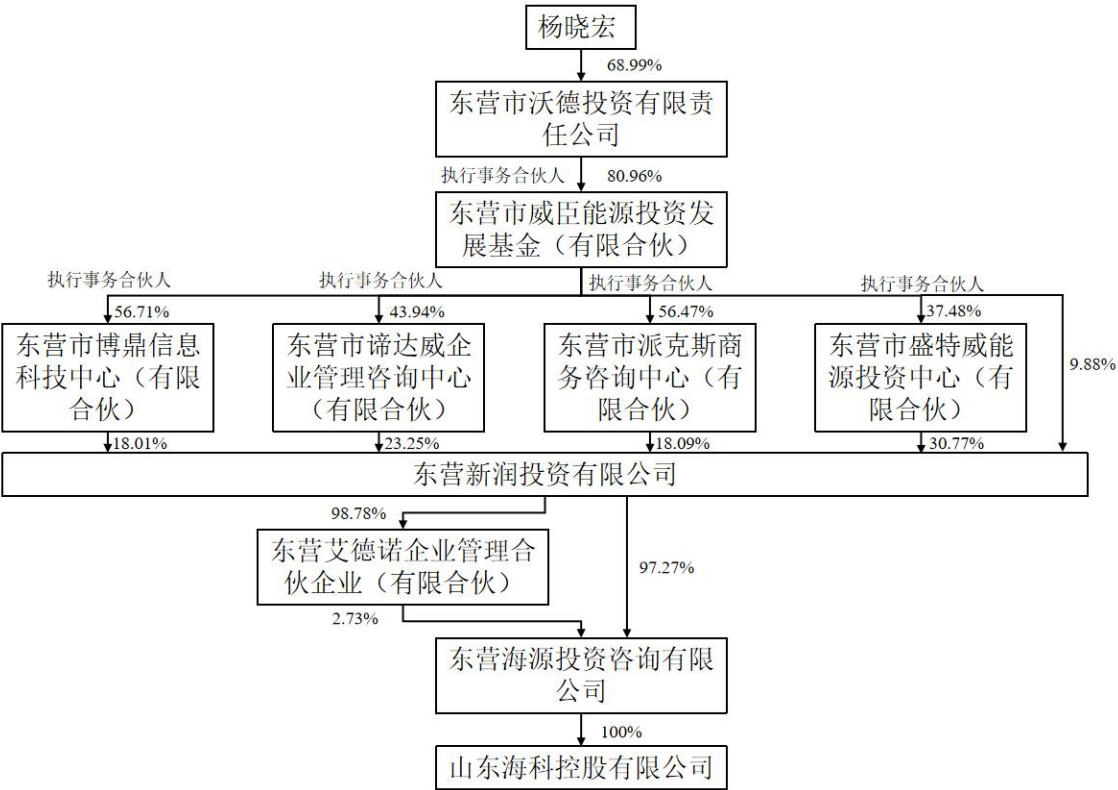 杨晓宏
68.99%
东营市沃德投资有限责
任公司
执行事务合伙人 80.96%
东营市威臣能源投资发
展基金（有限合伙）
执行事务合伙人 执行事务合伙人 执行事务合伙人 执行事务合伙人
56.71% 43.94% 56.47% 37.48%
东营市博鼎信息
科技中心（有限
合伙）
东营市谛达威企
业管理咨询中心
（有限合伙）
东营市派克斯商
务咨询中心（有
限合伙）
东营市盛特威能
源投资中心（有
限合伙）
9.88%
18.01% 23.25% 18.09% 30.77%
东营新润投资有限公司
98.78%
东营艾德诺企业管理合
伙企业（有限合伙）
97.27%
2.73%
东营海源投资咨询有限
公司
100%
山东海科控股有限公司